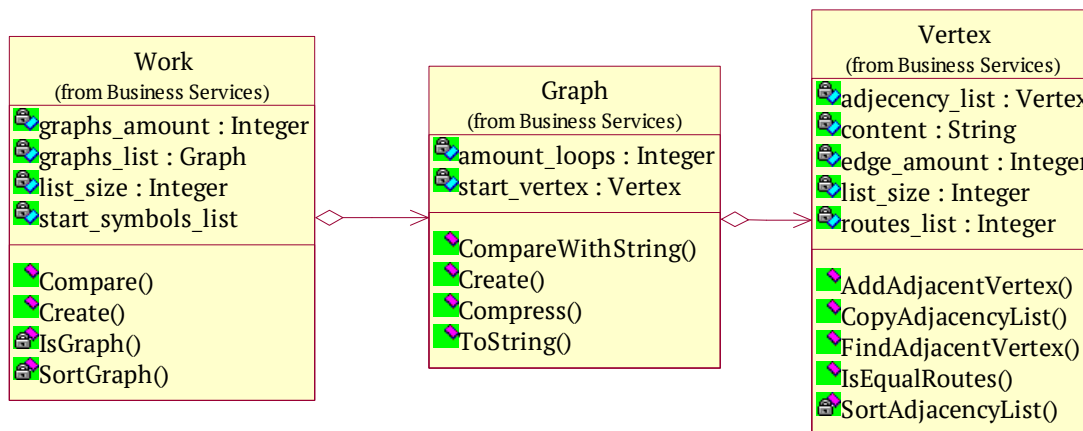 Work
(from Business Services)
graphs_amount : Integer
graphs_list : Graph
list_size : Integer
start_symbols_list
Compare()
Create()
IsGraph()
SortGraph()
Graph
(from Business Services)
amount_loops : Integer
start_vertex : Vertex
CompareWithString()
Create()
Compress()
ToString()
Vertex
(from Business Services)
adjecency_list : Vertex
content : String
edge_amount : Integer
list_size : Integer
routes_list : Integer
AddAdjacentVertex()
CopyAdjacencyList()
FindAdjacentVertex()
IsEqualRoutes()
SortAdjacencyList()